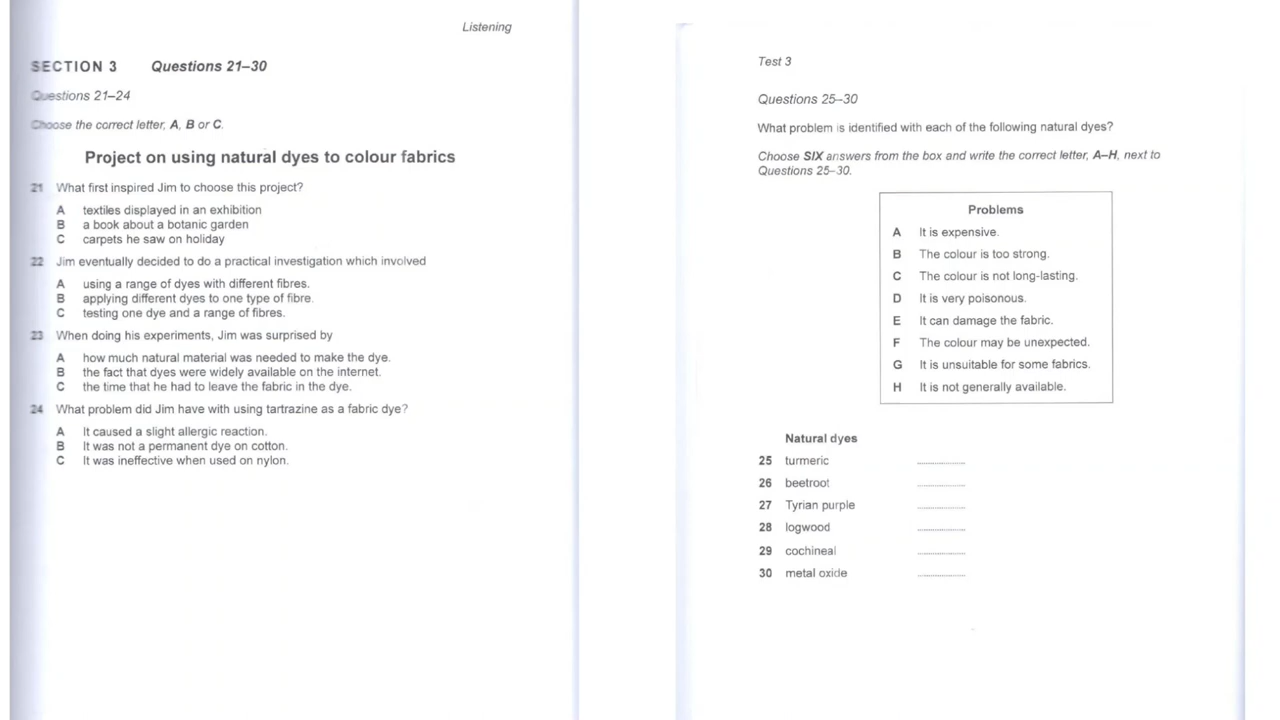 Listening
SECTION 3 Questions 21–30
Questions 21–24
Choose the correct letter, A, B or C.
Project on using natural dyes to colour fabrics
21 What first inspired Jim to choose this project?
A textiles displayed in an exhibition
B a book about a botanic garden
C carpets he saw on holiday
22 Jim eventually decided to do a practical investigation which involved
A using a range of dyes with different fibres.
B applying different dyes to one type of fibre.
C testing one dye and a range of fibres.
23 When doing his experiments, Jim was surprised by
A how much natural material was needed to make the dye.
B the fact that dyes were widely available on the internet.
C the time that he had to leave the fabric in the dye.
24 What problem did Jim have with using tartrazine as a fabric dye?
A It caused a slight allergic reaction.
B It was not a permanent dye on cotton.
C It was ineffective when used on nylon.
Test 3
Questions 25–30
What problem is identified with each of the following natural dyes?
Choose SIX answers from the box and write the correct letter, A–H, next to
Questions 25–30.
Problems
A It is expensive.
B The colour is too strong.
C The colour is not long-lasting.
D It is very poisonous.
E It can damage the fabric.
F The colour may be unexpected.
G It is unsuitable for some fabrics.
H It is not generally available.
Natural dyes
25 turmeric ....................
26 beetroot ....................
27 Tyrian purple ....................
28 logwood ....................
29 cochineal ....................
30 metal oxide ....................